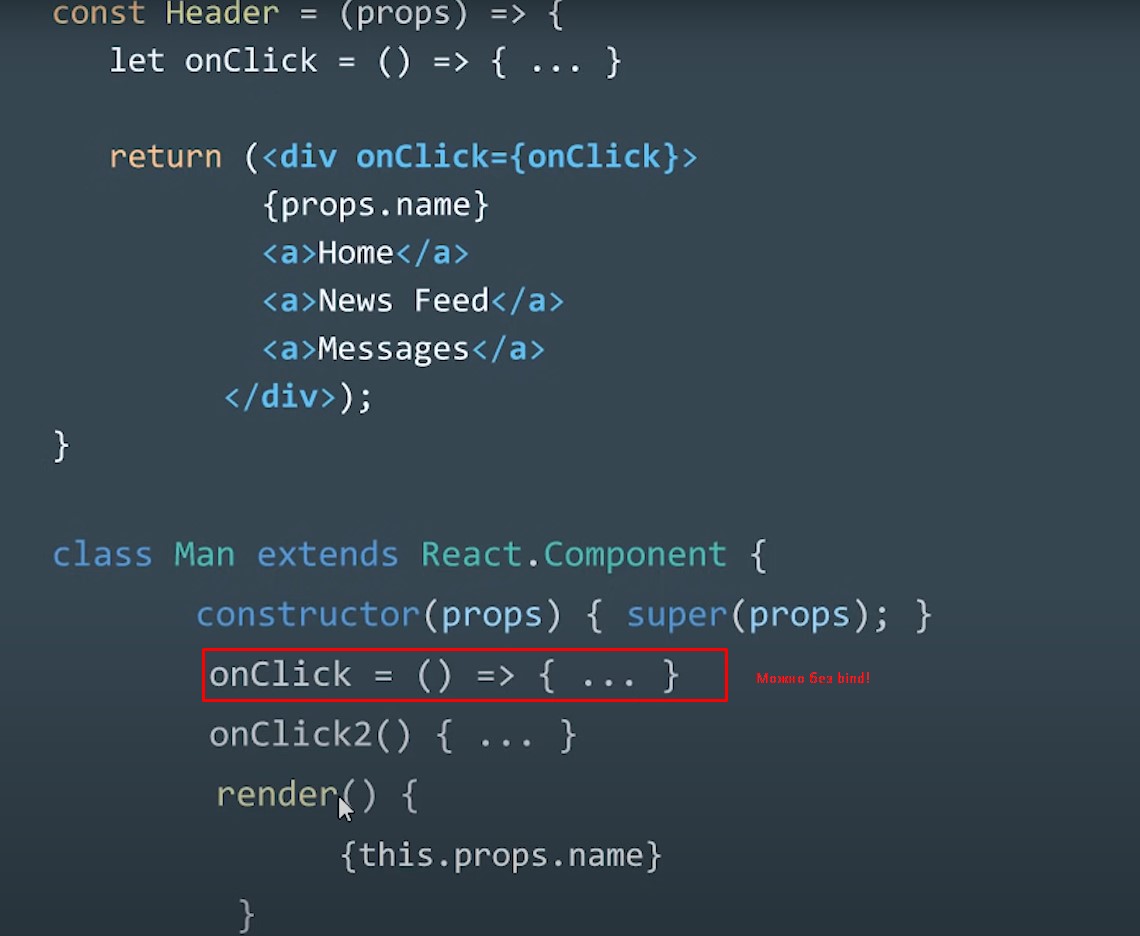 const Header = (props) => {
let onClick = () => { ... }
return (<div onClick={onClick}>
{props.name}
<a>Home</a>
<a>News Feed</a>
<a>Messages</a>
</div>);
}
class Man extends React.Component {
constructor(props) { super(props); }
onClick = () => { ... } Можно без bind!
onClick2() { ... }
render() {
{this.props.name}
}